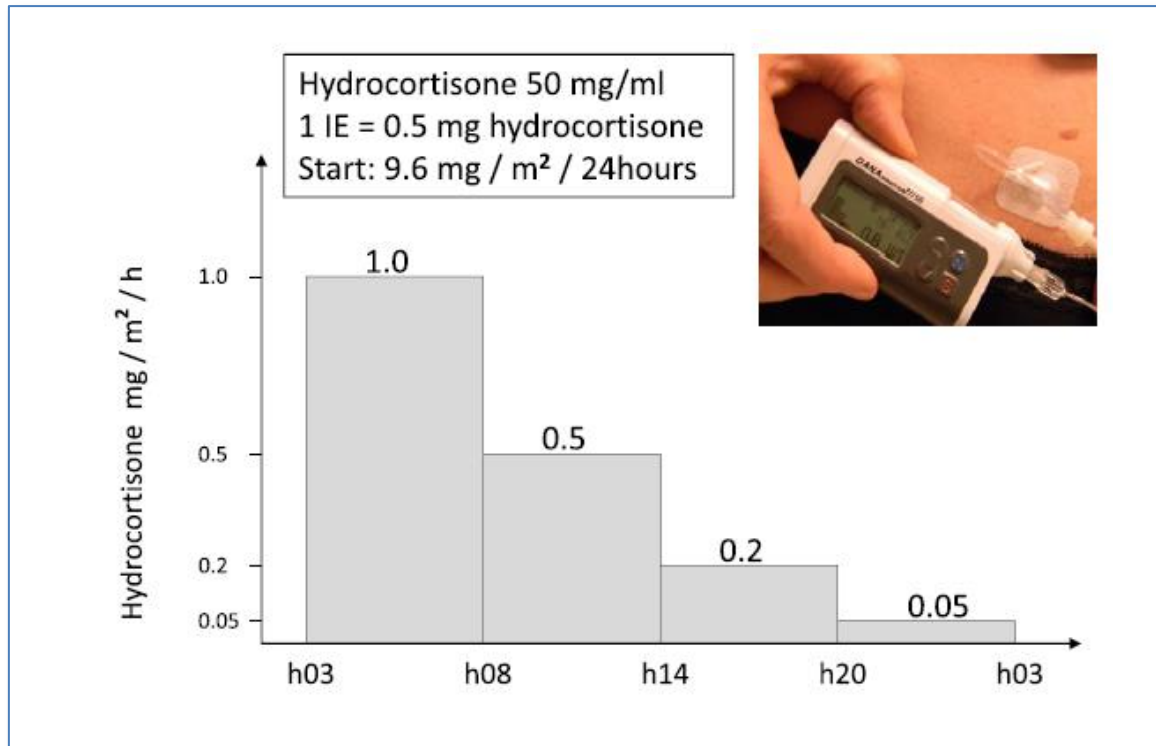 Hydrocortisone 50 mg/ml
1 IE = 0.5 mg hydrocortisone
Start: 9.6 mg / m² / 24hours
Hydrocortisone mg / m² / h
1.0
0.5
0.2
0.05
1.0
0.5
0.2
0.05
h03
h08
h14
h20
h03
DANA